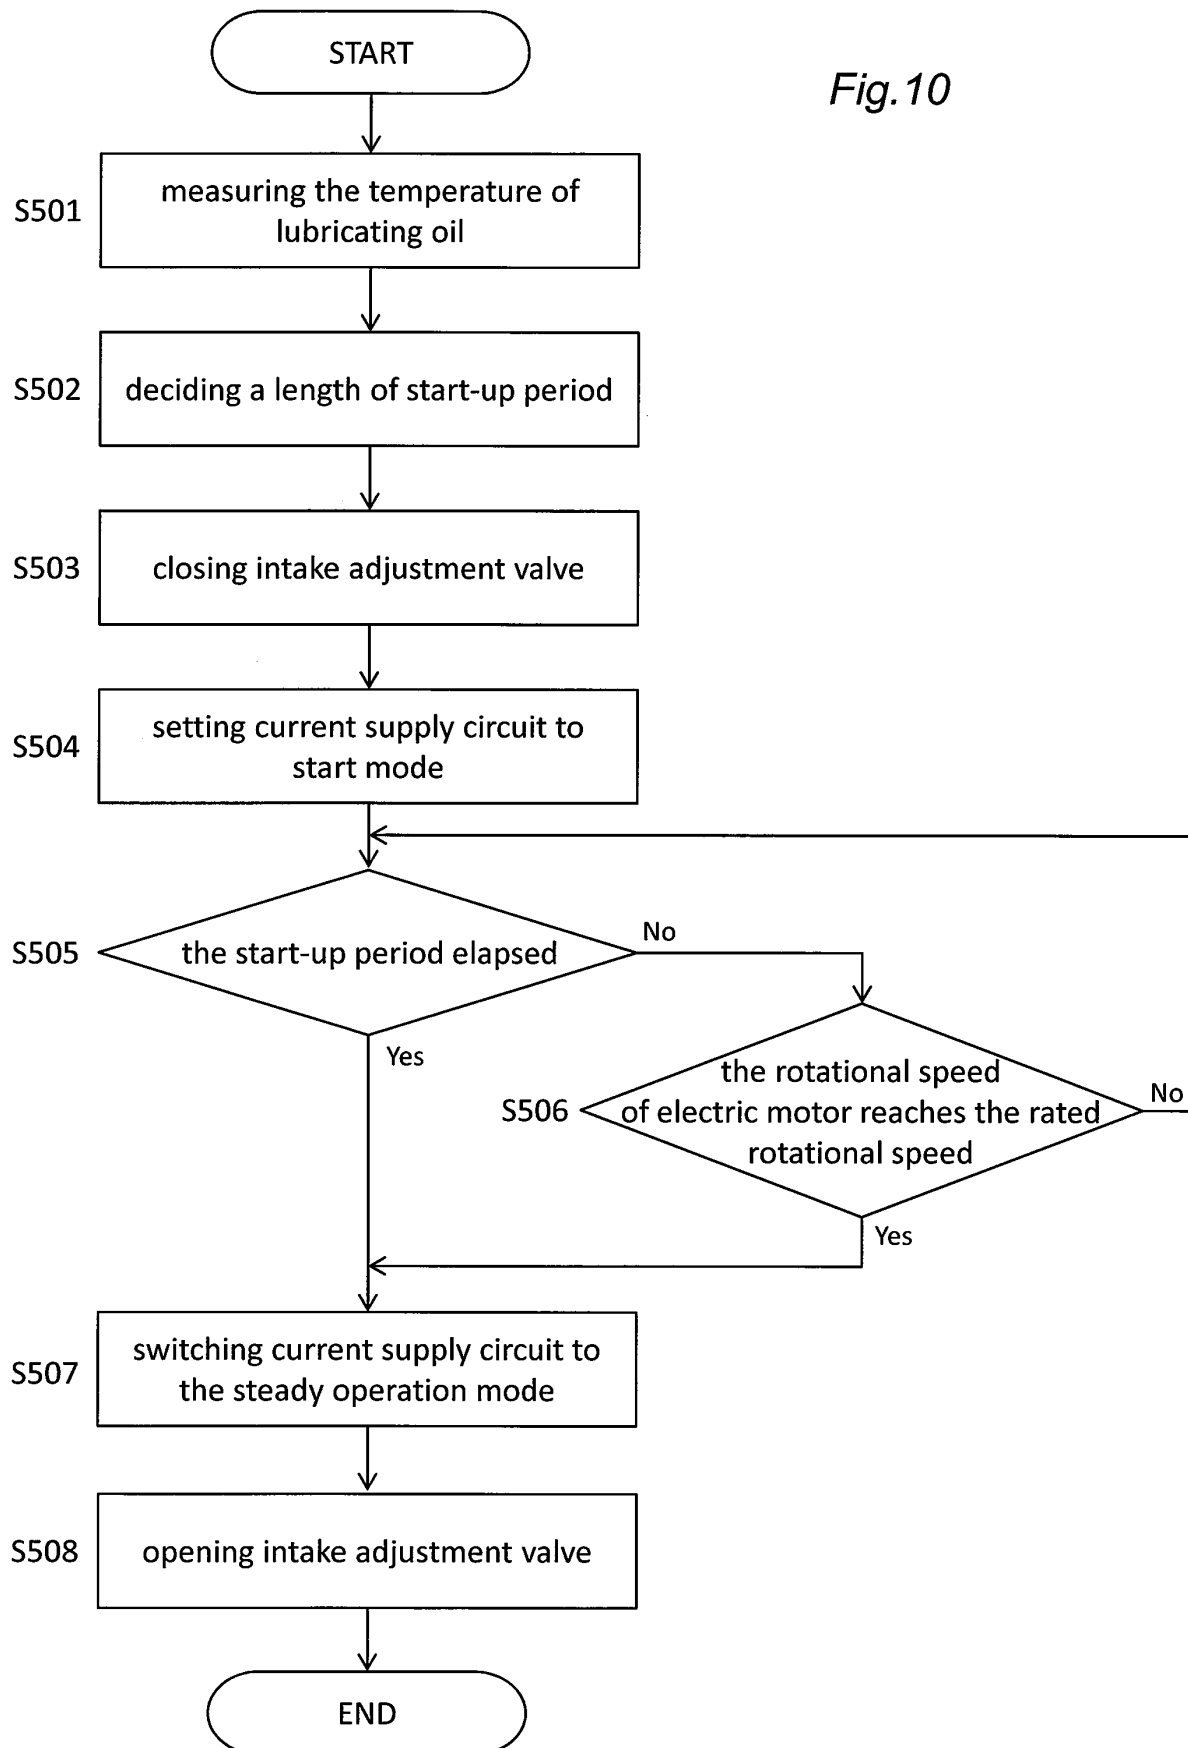 START
Fig.10
S501
measuring the temperature of
lubricating oil
S502
deciding a length of start-up period
S503
closing intake adjustment valve
S504
setting current supply circuit to
start mode
S505
the start-up period elapsed
No
Yes
S506
the rotational speed
of electric motor reaches the rated
rotational speed
No
Yes
S507
switching current supply circuit to
the steady operation mode
S508
opening intake adjustment valve
END